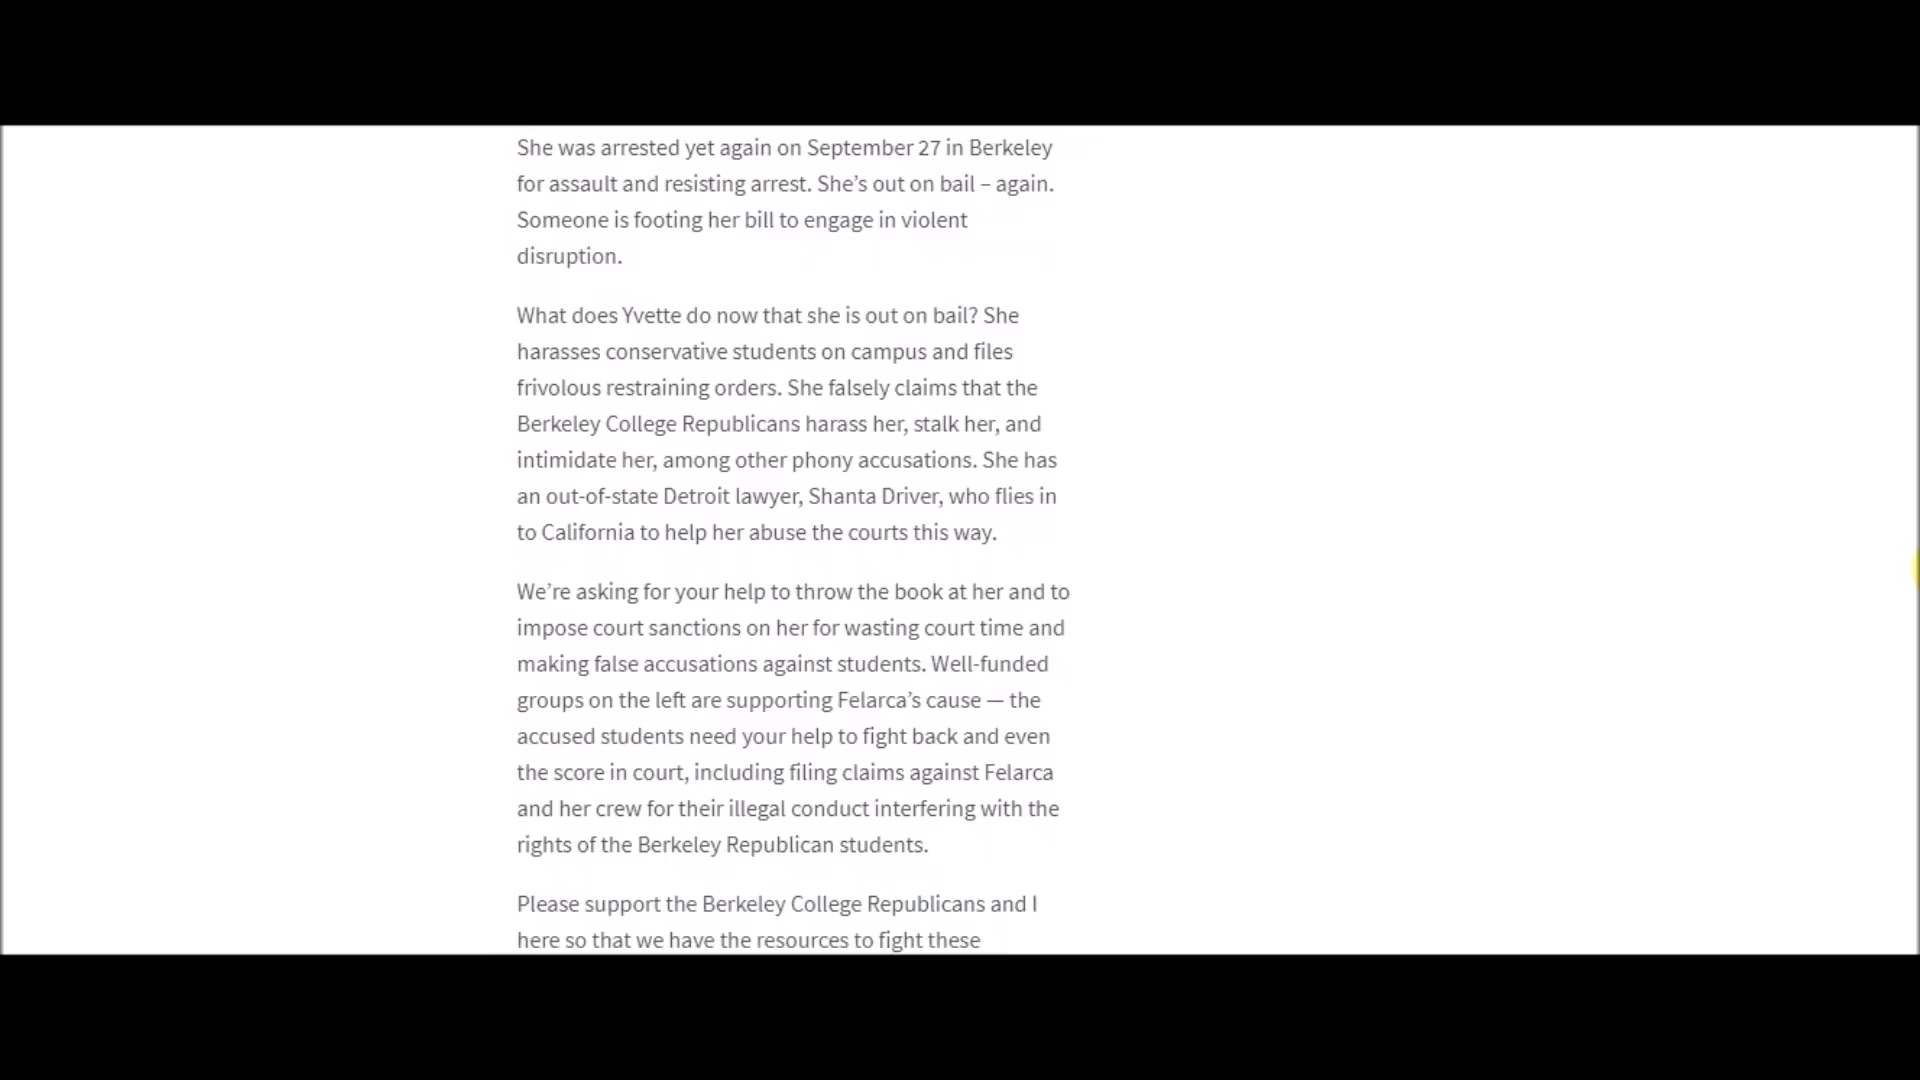 She was arrested yet again on September 27 in Berkeley
for assault and resisting arrest. She’s out on bail – again.
Someone is footing her bill to engage in violent
disruption.
What does Yvette do now that she is out on bail? She
harasses conservative students on campus and files
frivolous restraining orders. She falsely claims that the
Berkeley College Republicans harass her, stalk her, and
intimidate her, among other phony accusations. She has
an out-of-state Detroit lawyer, Shanta Driver, who flies in
to California to help her abuse the courts this way.
We’re asking for your help to throw the book at her and to
impose court sanctions on her for wasting court time and
making false accusations against students. Well-funded
groups on the left are supporting Felarca’s cause — the
accused students need your help to fight back and even
the score in court, including filing claims against Felarca
and her crew for their illegal conduct interfering with the
rights of the Berkeley Republican students.
Please support the Berkeley College Republicans and I
here so that we have the resources to fight these